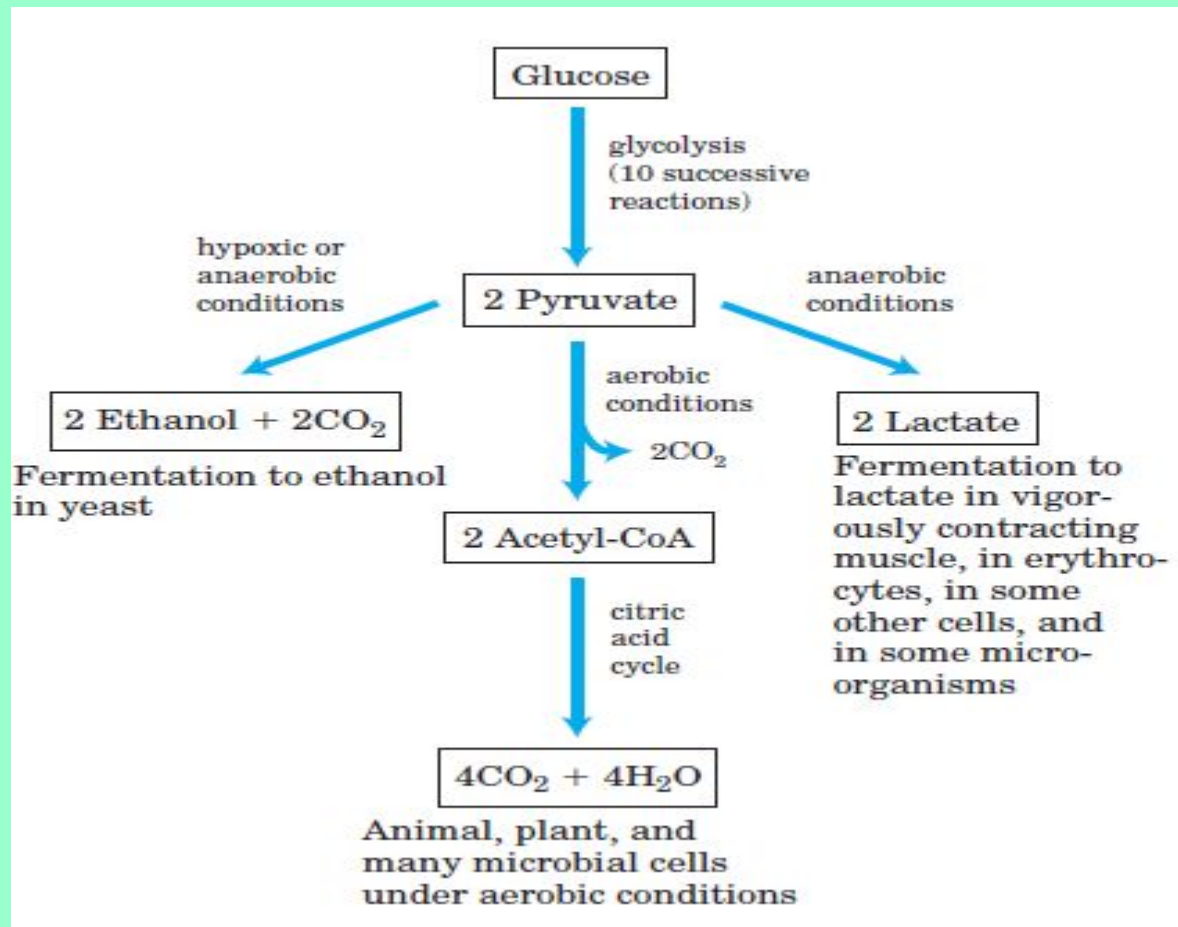 Glucose
glycolysis
(10 successive
reactions)
hypoxic or
anaerobic
conditions
2 Pyruvate
anaerobic
conditions
2 Ethanol + 2CO₂
Fermentation to ethanol
in yeast
aerobic
conditions
2CO₂
2 Lactate
Fermentation to
lactate in vigor-
ously contracting
muscle, in erythro-
cytes, in some
other cells, and
in some micro-
organisms
2 Acetyl-CoA
citric
acid
cycle
4CO₂ + 4H₂O
Animal, plant, and
many microbial cells
under aerobic conditions